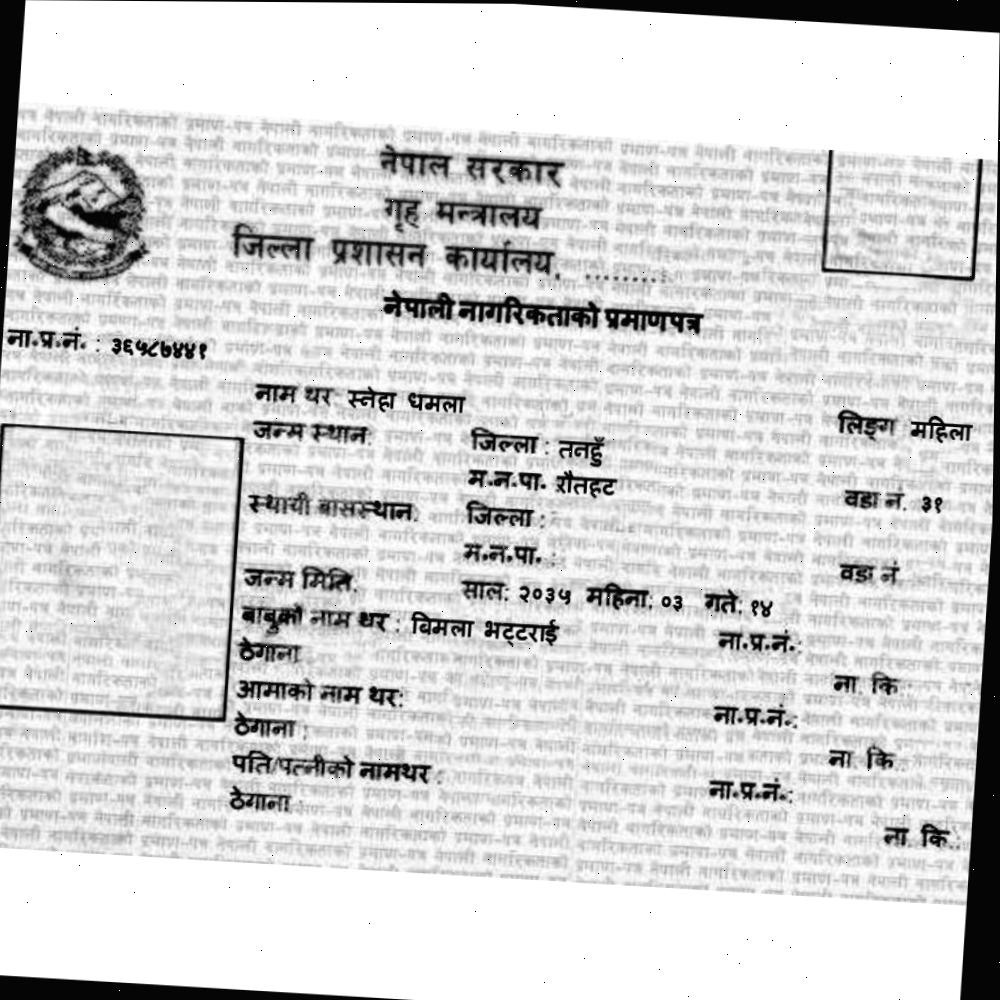 नेपाल सरकार
गृह मन्त्रालय
जिल्ला प्रशासन कार्यालय, .........
नेपाली नागरिकताको प्रमाणपत्र
ना.प्र.नं. : ३६५८७४४१
नाम थर स्नेहा धमला लिङ्ग महिला
जन्म स्थान: जिल्ला : तनहुँ
म.न.पा. रौतहट वडा नं. ३१
स्थायी बासस्थान: जिल्ला :
म.न.पा. : वडा नं
जन्म मिति: साल: २०३५ महिना: ०३ गते: १४
बाबुको नाम थर : विमला भट्टराई ना.प्र.नं.:
ठेगाना ना. कि.:
आमाको नाम थर: ना.प्र.नं.:
ठेगाना : ना. कि.:
पति/पत्नीको नामथर : ना.प्र.नं.:
ठेगाना : ना. कि.: